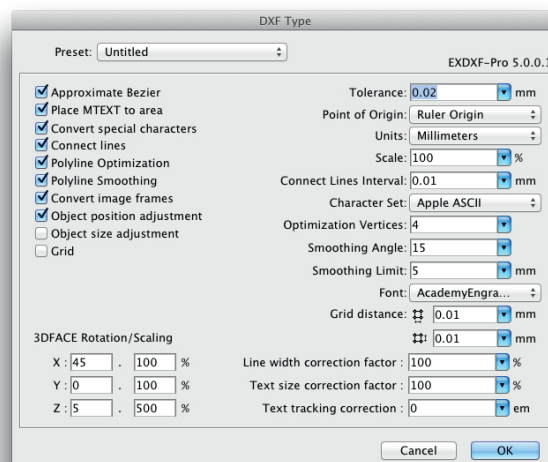 DXF Type
Preset: Untitled
EXDXF-Pro 5.0.0.1
Approximate Bezier
Place MTEXT to area
Convert special characters
Connect lines
Polyline Optimization
Polyline Smoothing
Convert image frames
Object position adjustment
Object size adjustment
Grid
Tolerance: 0.02 mm
Point of Origin: Ruler Origin
Units: Millimeters
Scale: 100 %
Connect Lines Interval: 0.01 mm
Character Set: Apple ASCII
Optimization Vertices: 4
Smoothing Angle: 15
Smoothing Limit: 5 mm
Font: AcademyEngra...
Grid distance: 0.01 mm
0.01 mm
3DFACE Rotation/Scaling
X : 45 . 100 %
Y : 0 . 100 %
Z : 5 . 500 %
Line width correction factor : 100 %
Text size correction factor : 100 %
Text tracking correction : 0 em
Cancel OK